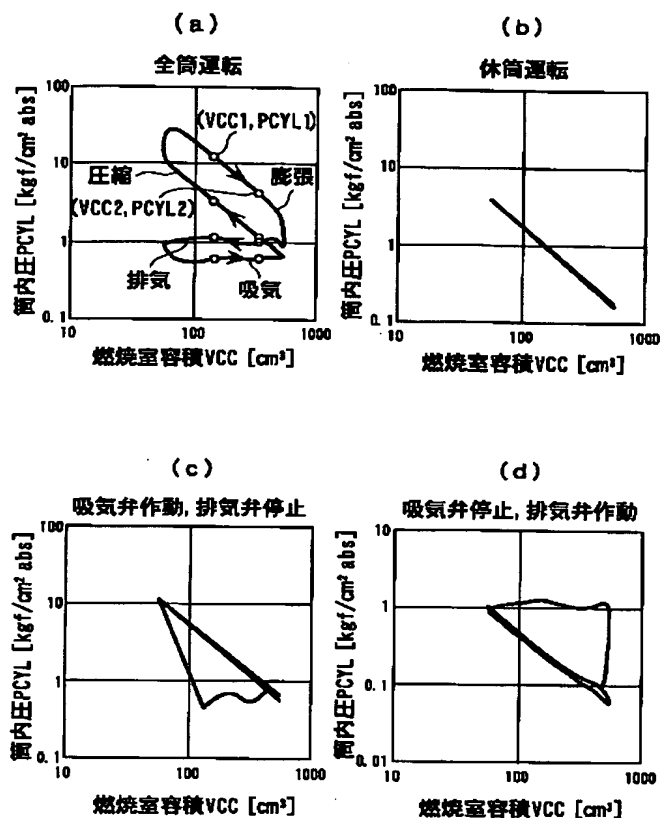 (a)
全筒運転
筒内圧PCYL [kgf/cm² abs]
100
10
1
0.1
(VCC1, PCYL1)
圧縮
(VCC2, PCYL2)
膨張
排気
吸気
10
100
1000
燃焼室容積VCC [cm³]
(b)
休筒運転
筒内圧PCYL [kgf/cm² abs]
100
10
1
0.1
10
100
1000
燃焼室容積VCC [cm³]
(c)
吸気弁作動, 排気弁停止
筒内圧PCYL [kgf/cm² abs]
100
10
1
0.1
10
100
1000
燃焼室容積VCC [cm³]
(d)
吸気弁停止, 排気弁作動
筒内圧PCYL [kgf/cm² abs]
10
1
0.1
0.01
10
100
1000
燃焼室容積VCC [cm³]